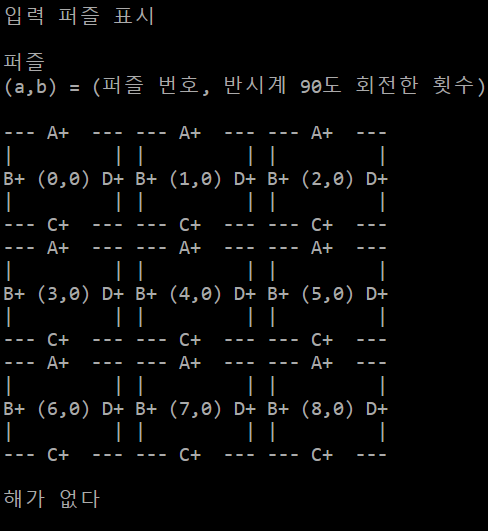 입력 퍼즐 표시
퍼즐
(a,b) = (퍼즐 번호, 반시계 90도 회전한 횟수)
--- A+  --- --- A+  --- --- A+  ---
|         | |         | |         |
B+ (0,0) D+ B+ (1,0) D+ B+ (2,0) D+
|         | |         | |         |
--- C+  --- --- C+  --- --- C+  ---
--- A+  --- --- A+  --- --- A+  ---
|         | |         | |         |
B+ (3,0) D+ B+ (4,0) D+ B+ (5,0) D+
|         | |         | |         |
--- C+  --- --- C+  --- --- C+  ---
--- A+  --- --- A+  --- --- A+  ---
|         | |         | |         |
B+ (6,0) D+ B+ (7,0) D+ B+ (8,0) D+
|         | |         | |         |
--- C+  --- --- C+  --- --- C+  ---
해가 없다